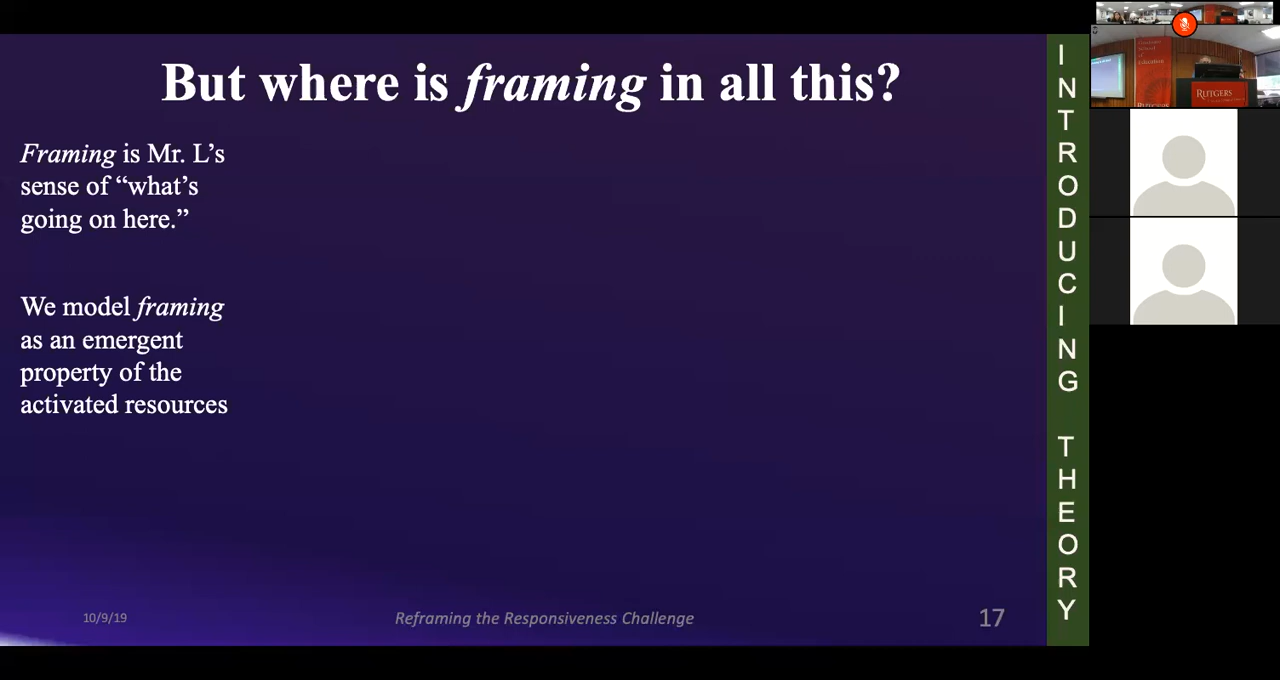 But where is framing in all this?
Framing is Mr. L’s
sense of “what’s
going on here.”
We model framing
as an emergent
property of the
activated resources
10/9/19
Reframing the Responsiveness Challenge
17
INTRODUCING THEORY
RUTGERS